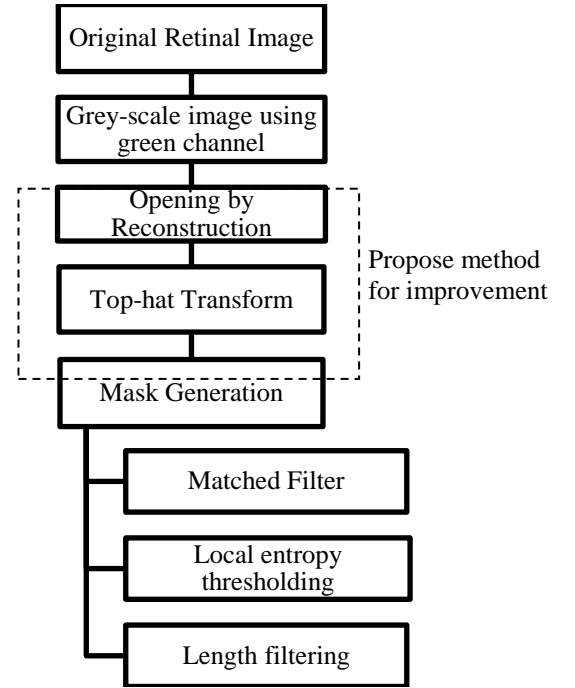 Original Retinal Image
Grey-scale image using
green channel
Opening by
Reconstruction
Top-hat Transform
Propose method
for improvement
Mask Generation
Matched Filter
Local entropy
thresholding
Length filtering